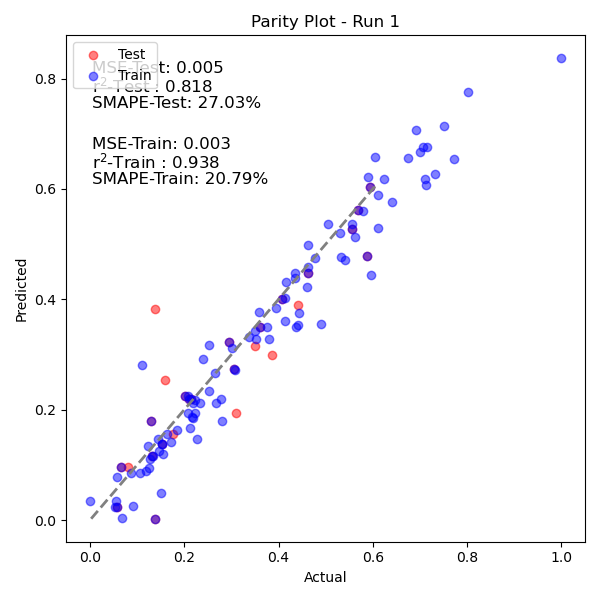 Parity Plot - Run 1
Test
Train
MSE-Test: 0.005
r²-Test : 0.818
SMAPE-Test: 27.03%
MSE-Train: 0.003
r²-Train : 0.938
SMAPE-Train: 20.79%
Predicted
0.8
0.6
0.4
0.2
0.0
0.0 0.2 0.4 0.6 0.8 1.0
Actual